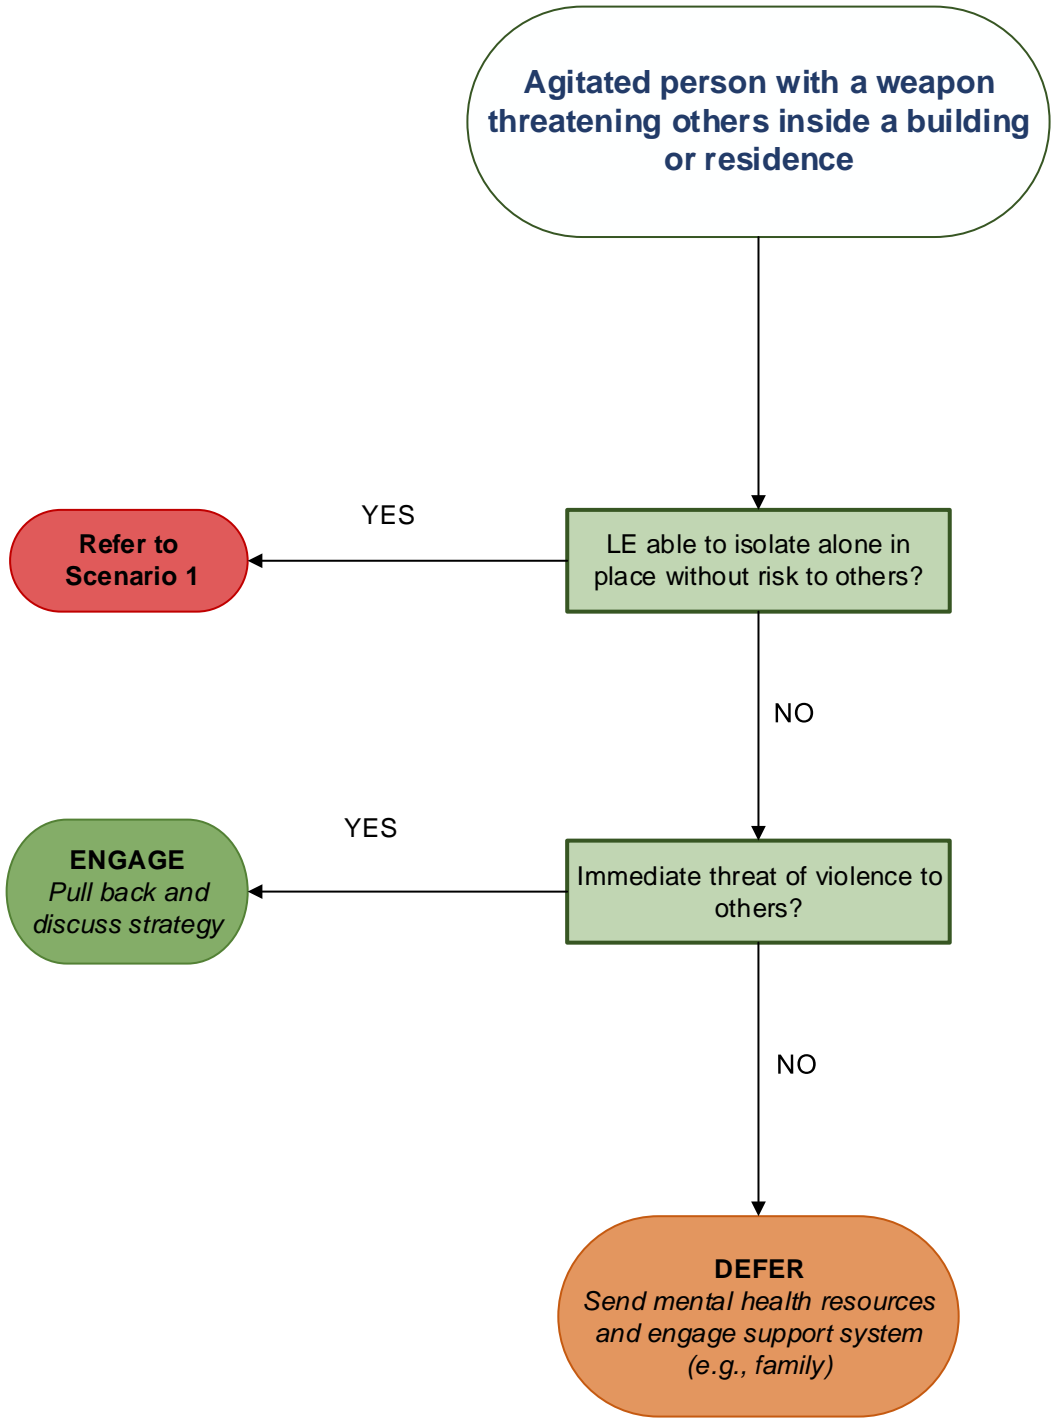 Agitated person with a weapon
threatening others inside a building
or residence
YES
Refer to
Scenario 1
LE able to isolate alone in
place without risk to others?
NO
YES
ENGAGE
Pull back and
discuss strategy
Immediate threat of violence to
others?
NO
DEFER
Send mental health resources
and engage support system
(e.g., family)